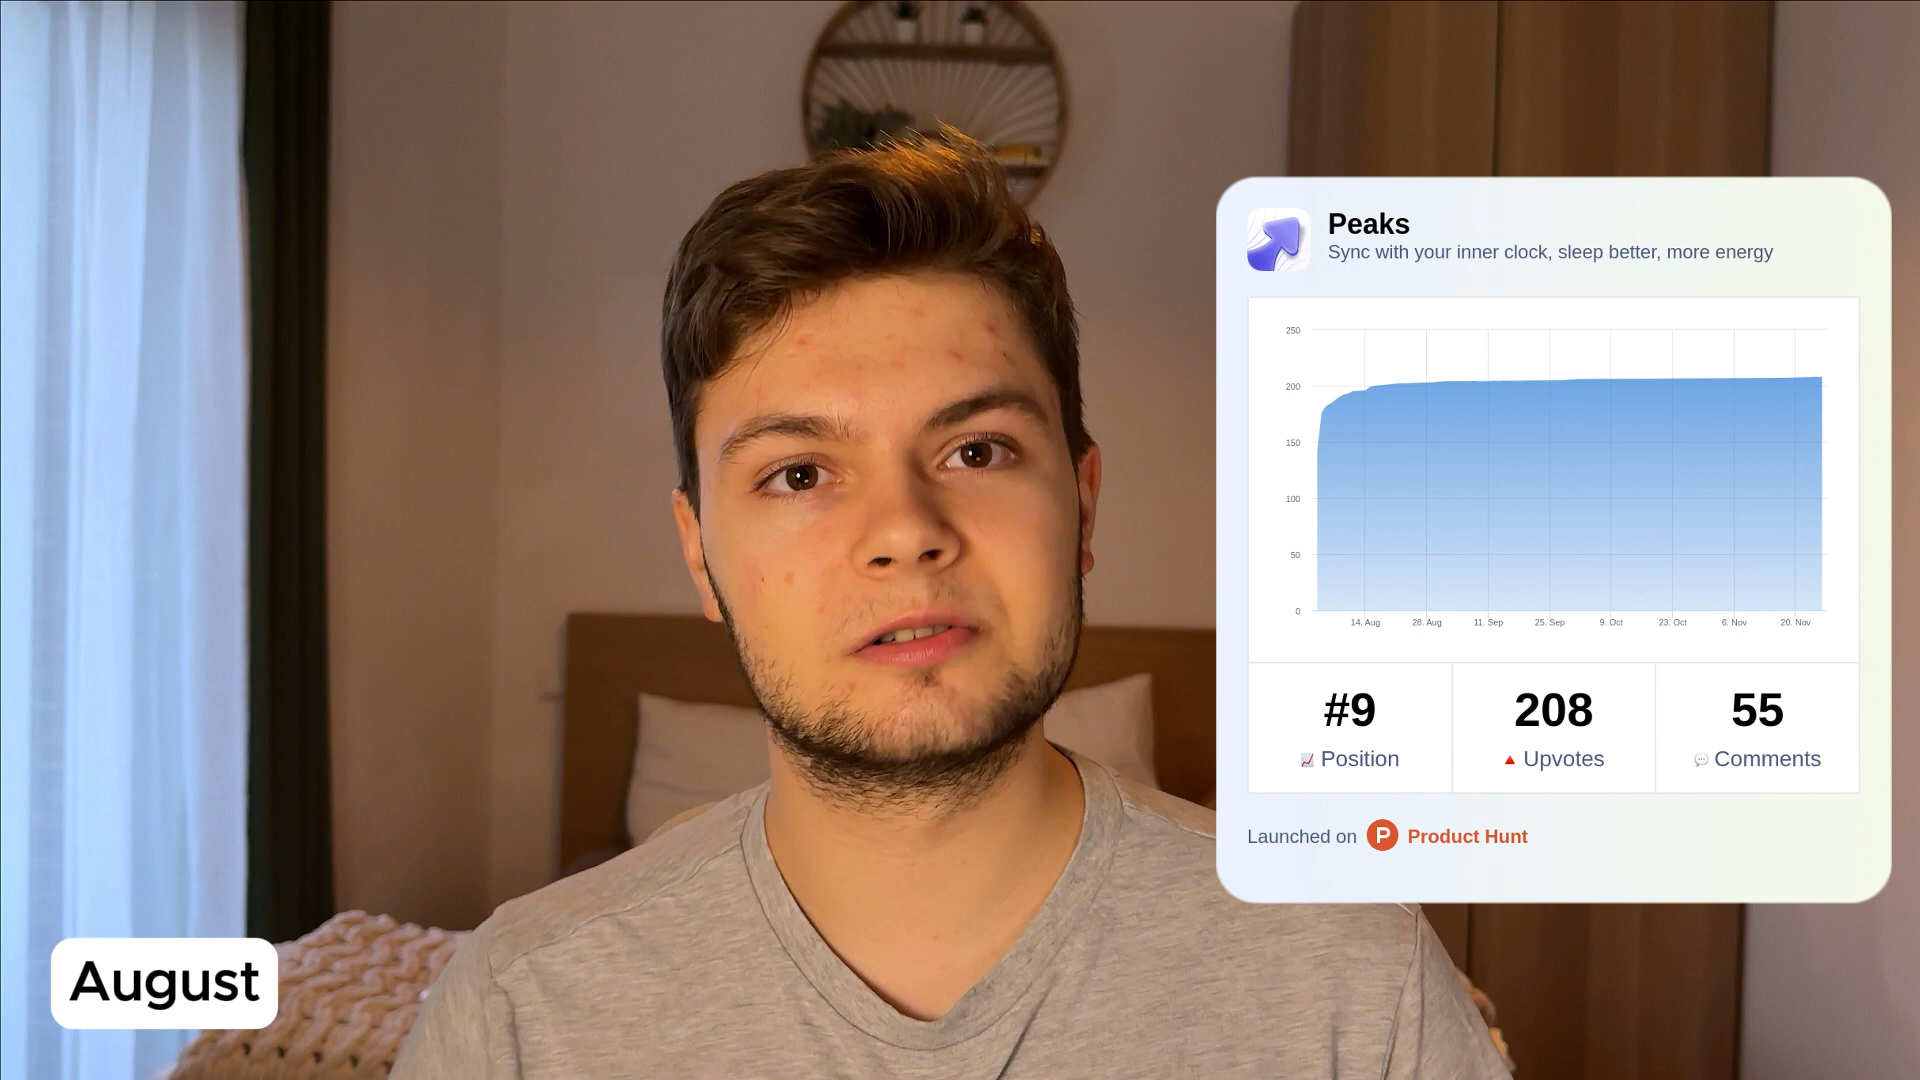 Peaks
Sync with your inner clock, sleep better, more energy
250
200
150
100
50
0
14. Aug 28. Aug 11. Sep 25. Sep 9. Oct 23. Oct 6. Nov 20. Nov
#9 208 55
Position Upvotes Comments
Launched on P Product Hunt
August